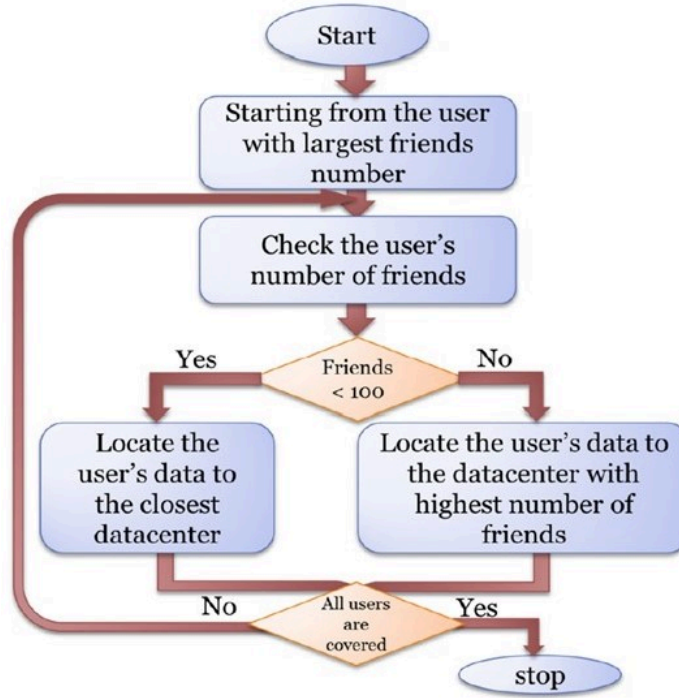 Start
Starting from the user
with largest friends
number
Check the user's
number of friends
Yes
No
Friends
< 100
Locate the
user's data to
the closest
datacenter
Locate the user's data to
the datacenter with
highest number of
friends
No
Yes
All users
are
covered
stop